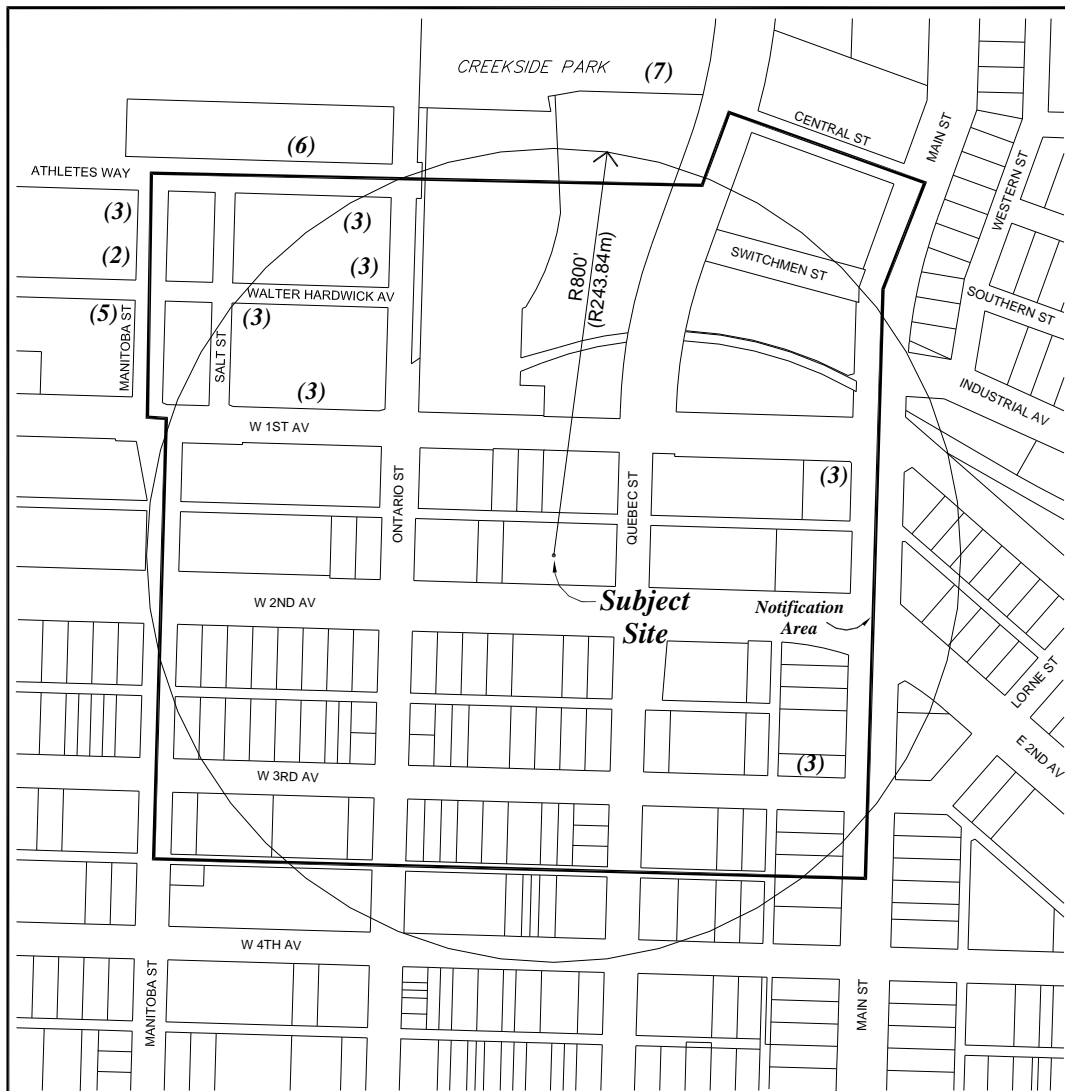 CREEKSIDE PARK
(7)
CENTRAL ST
MAIN ST
WESTERN ST
(6)
ATHLETES WAY
(3)
(3)
(2)
(3)
R800'
(R243.84m)
SWITCHMEN ST
SOUTHERN ST
WALTER HARDWICK AV
(5)
MANITOBA ST
SALT ST
(3)
(3)
INDUSTRIAL AV
W 1ST AV
ONTARIO ST
QUEBEC ST
(3)
W 2ND AV
Subject
Site
Notification
Area
LORNE ST
E 2ND AV
W 3RD AV
(3)
W 4TH AV
MANITOBA ST
MAIN ST